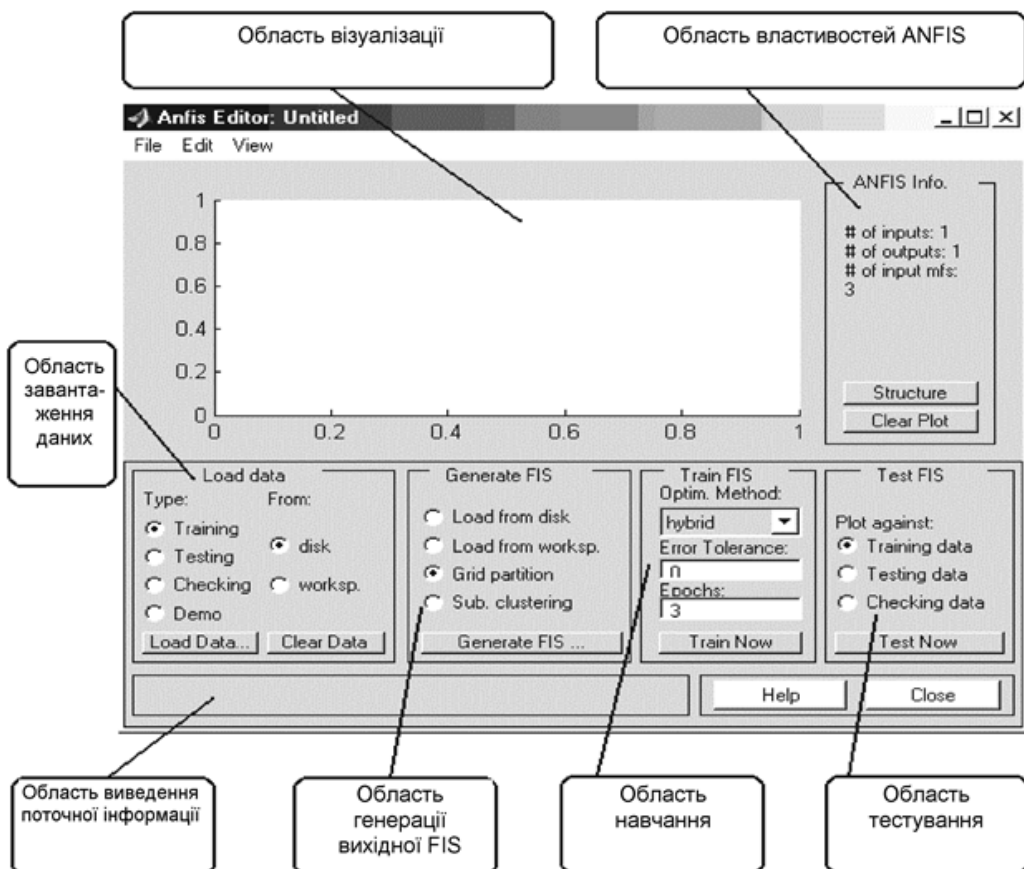 Область візуалізації
Область властивостей ANFIS
Anfis Editor: Untitled
File Edit View
ANFIS Info.
# of inputs: 1
# of outputs: 1
# of input mfs:
3
Structure
Clear Plot
1
0.8
0.6
0.4
0.2
0
0 0.2 0.4 0.6 0.8 1
Область
заванта-
ження
даних
Load data
Type: From:
Training
Testing
Checking
Demo
disk
worksp.
Load Data... Clear Data
Generate FIS
Load from disk
Load from worksp.
Grid partition
Sub. clustering
Generate FIS ...
Train FIS
Optim. Method:
hybrid
Error Tolerance:
0
Epochs:
3
Train Now
Test FIS
Plot against:
Training data
Testing data
Checking data
Test Now
Help Close
Область виведення
поточної інформації
Область
генерації
вихідної FIS
Область
навчання
Область
тестування